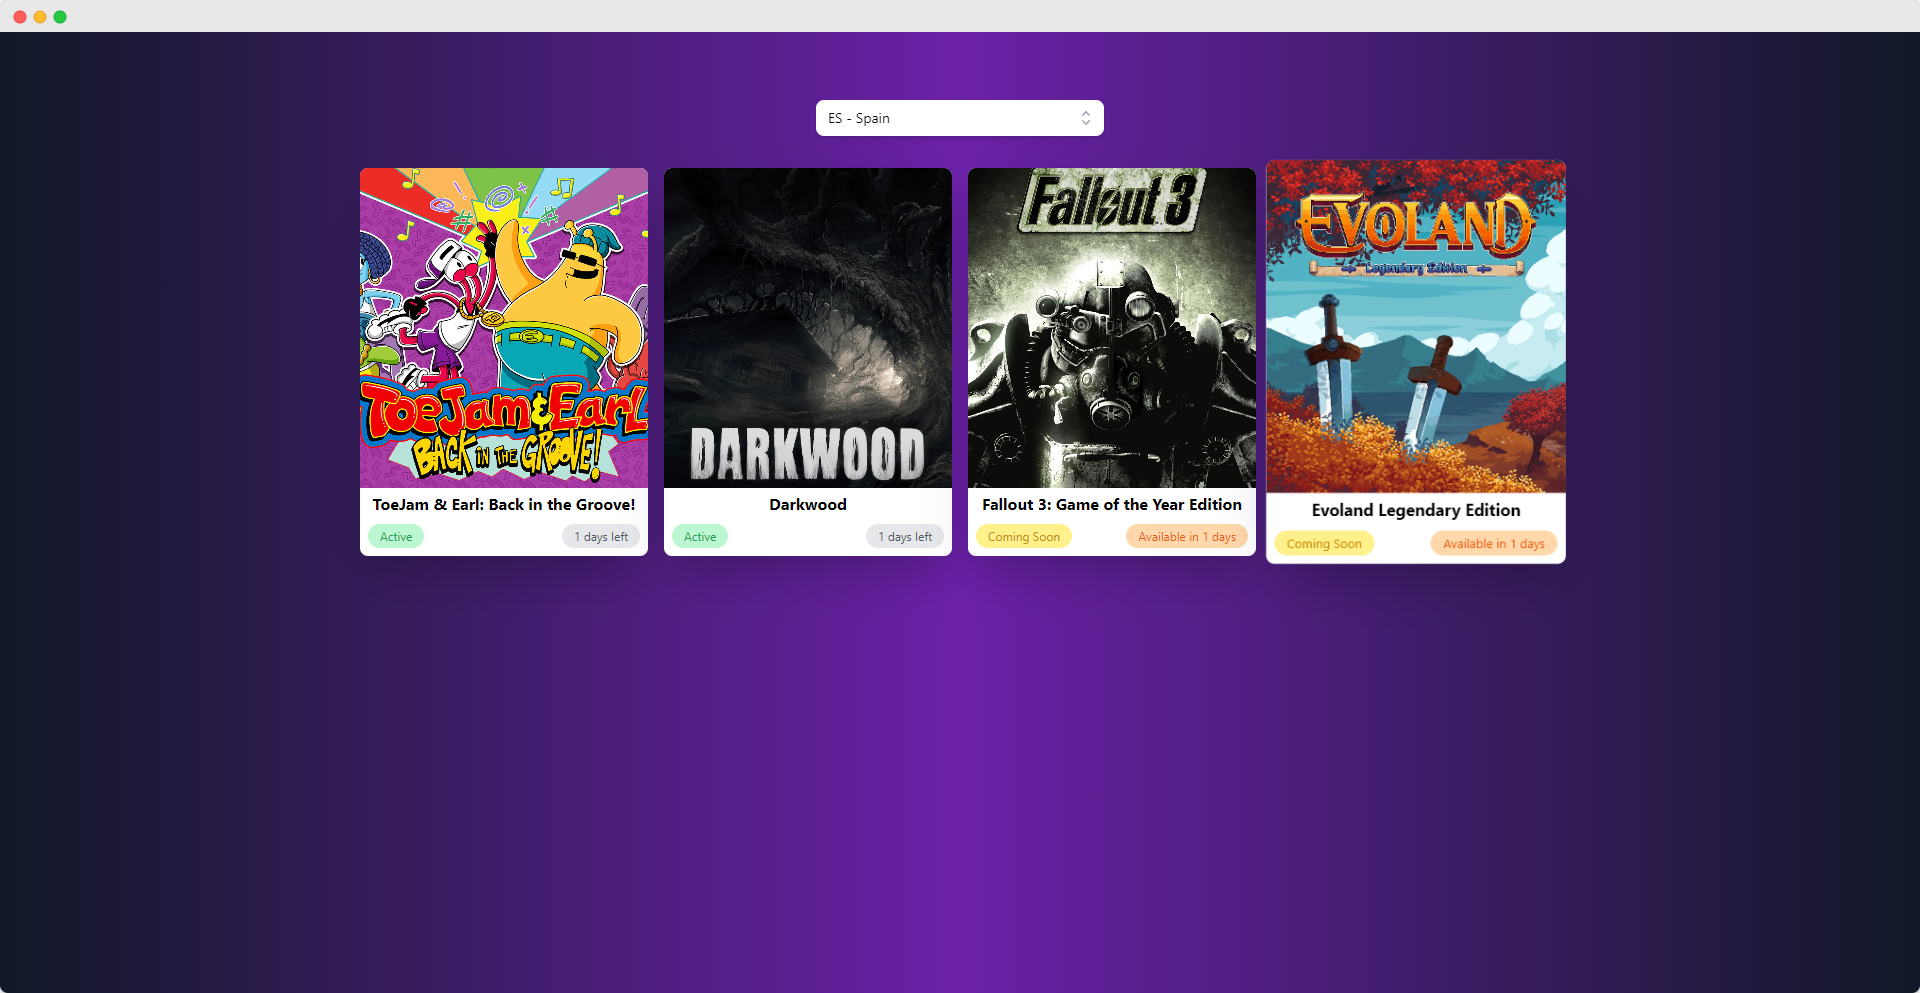 ES - Spain
ToeJam & Earl
BACK IN THE GROOVE!
ToeJam & Earl: Back in the Groove!
Active
1 days left
DARKWOOD
Darkwood
Active
1 days left
Fallout 3
Fallout 3: Game of the Year Edition
Coming Soon
Available in 1 days
EVOLAND
Legendary Edition
Evoland Legendary Edition
Coming Soon
Available in 1 days